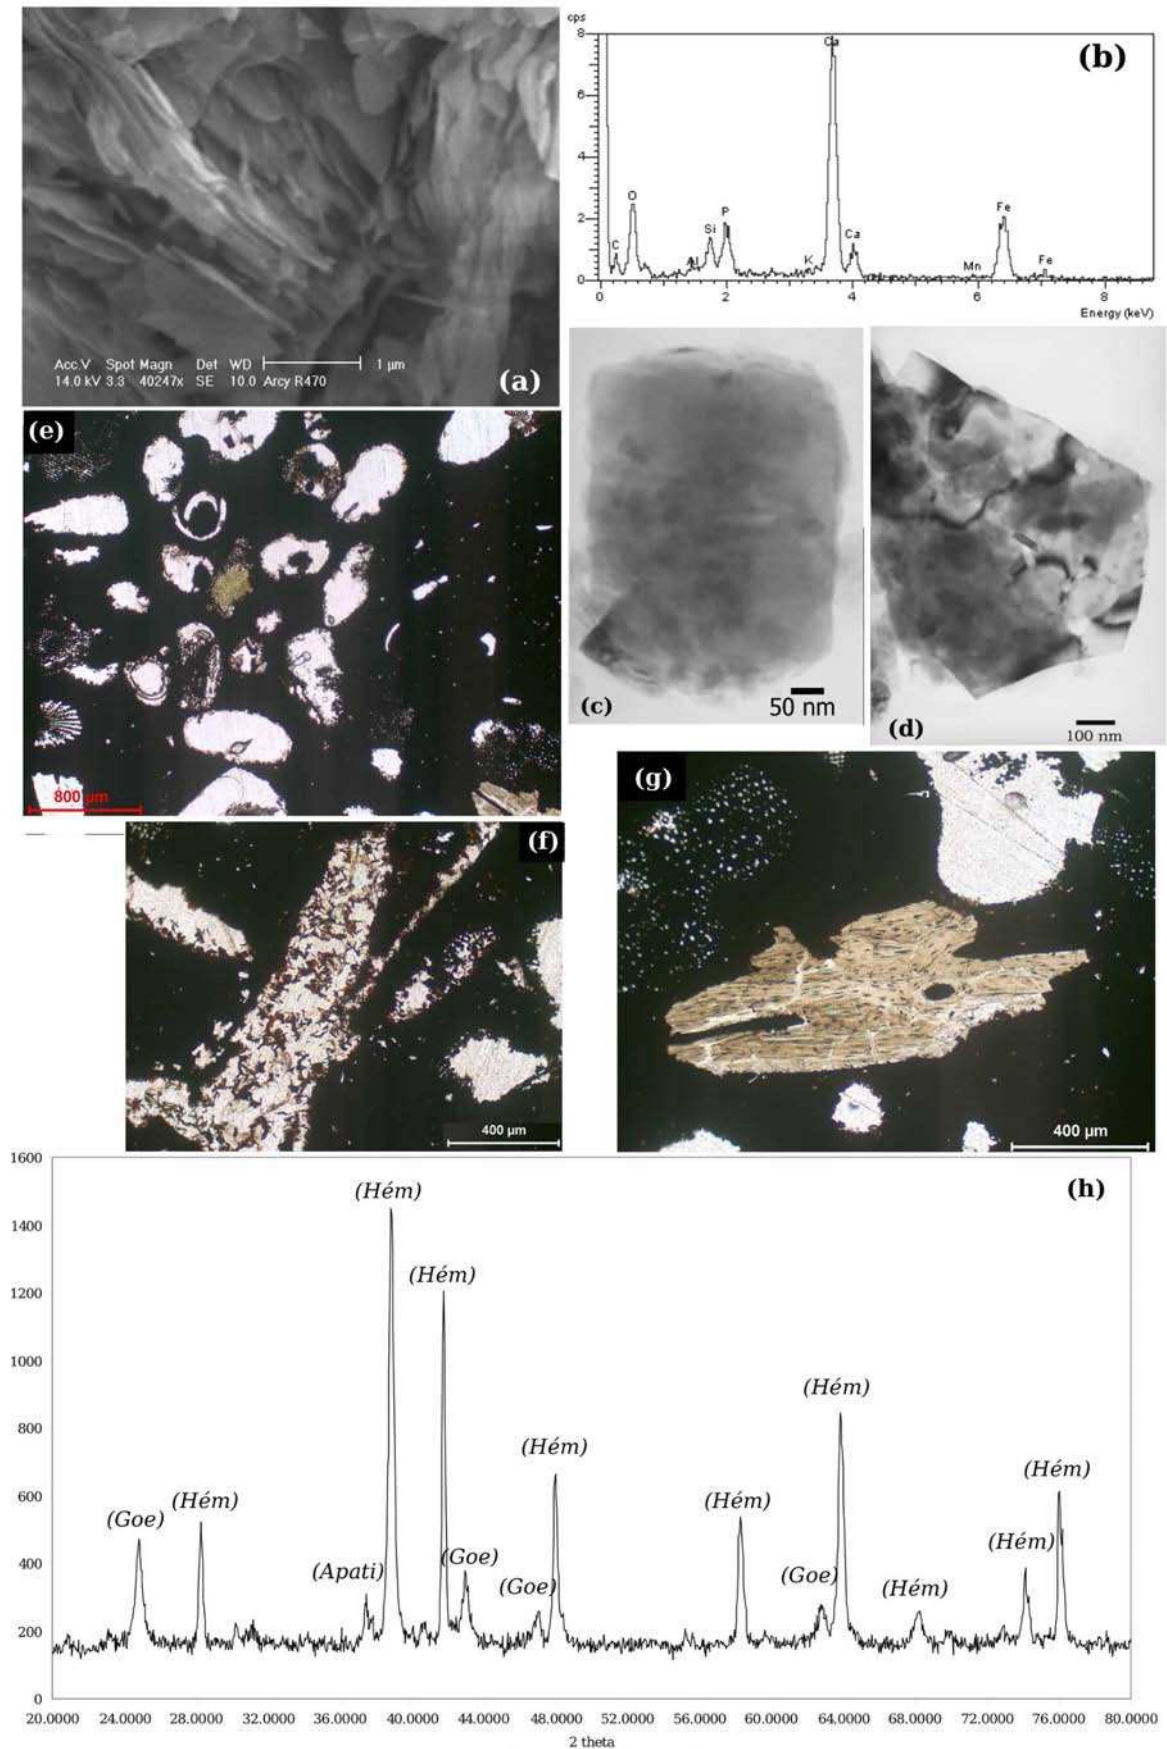 Acc.V Spot Magn Det WD 1 µm
14.0 kV 3.3 40247x SE 10.0 Arcy R470
(a)
cps
(b)
8
6
4
2
0
C
O
Al
Si
P
K
Ca
Ca
Mn
Fe
Fe
0 2 4 6 8
Energy (keV)
(c)
50 nm
(d)
100 nm
(e)
800 µm
(f)
400 µm
(g)
400 µm
(h)
1600
1400
1200
1000
800
600
400
200
0
(Goe)
(Hém)
(Apati)
(Hém)
(Hém)
(Goe)
(Goe)
(Hém)
(Hém)
(Goe)
(Hém)
(Hém)
(Hém)
(Hém)
20.0000 24.0000 28.0000 32.0000 36.0000 40.0000 44.0000 48.0000 52.0000 56.0000 60.0000 64.0000 68.0000 72.0000 76.0000 80.0000
2 theta